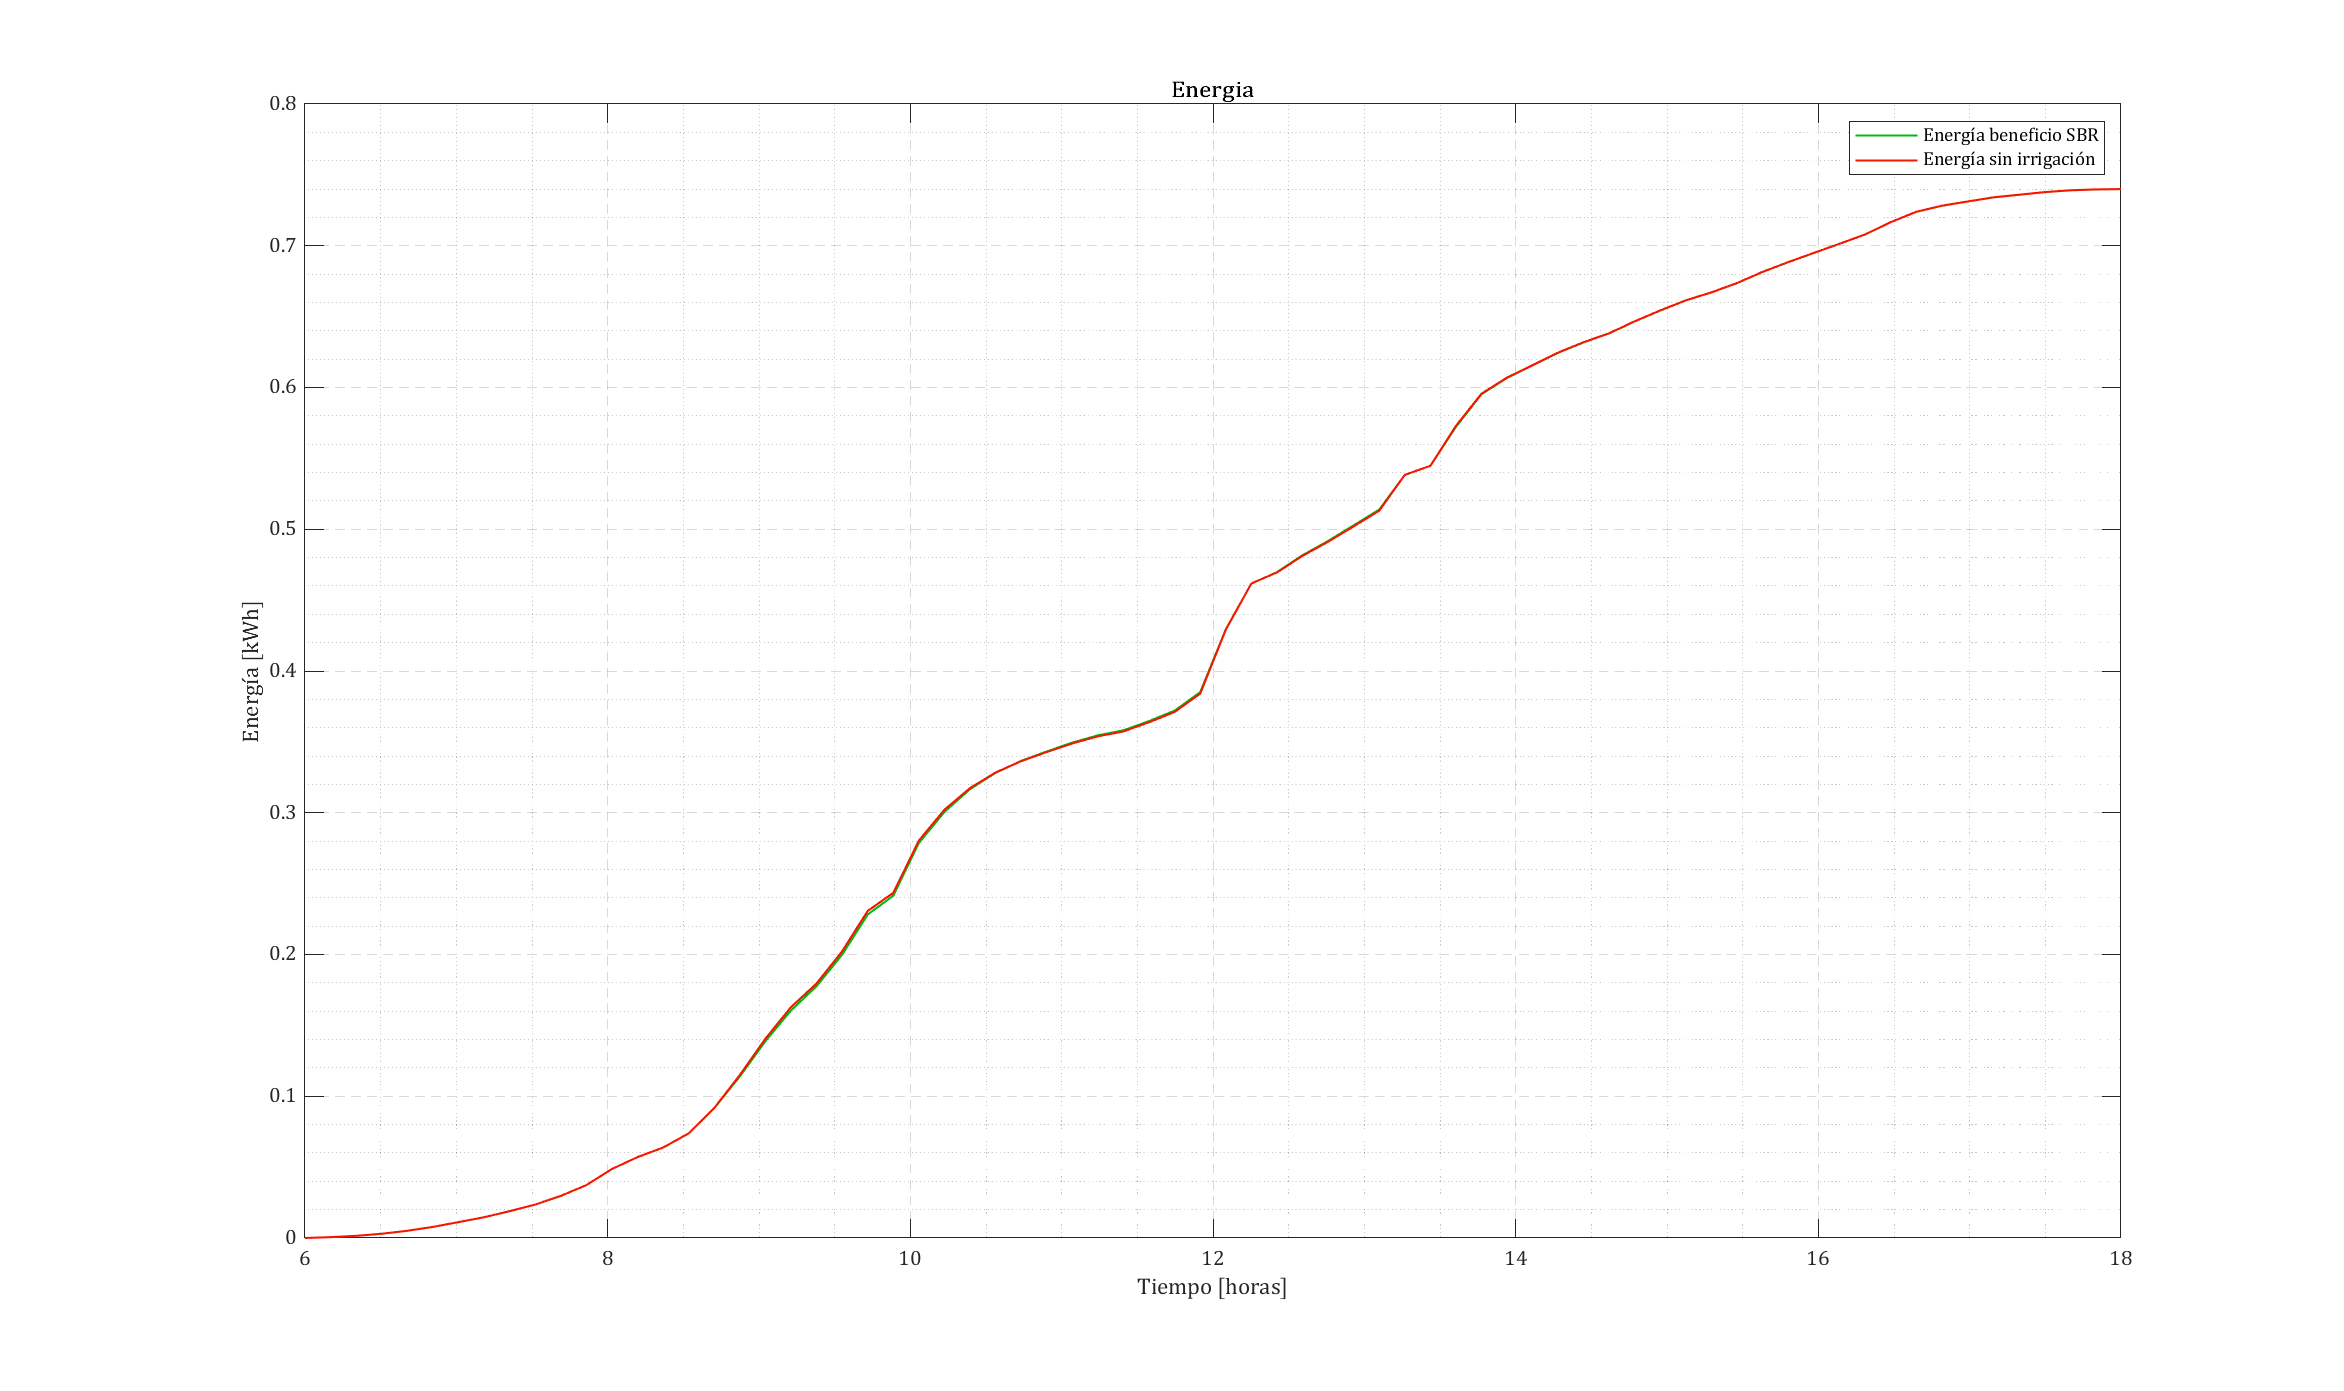 Energia
Energía beneficio SBR
Energía sin irrigación
0.8
0.7
0.6
0.5
0.4
0.3
0.2
0.1
0
Energía [kWh]
6 8 10 12 14 16 18
Tiempo [horas]